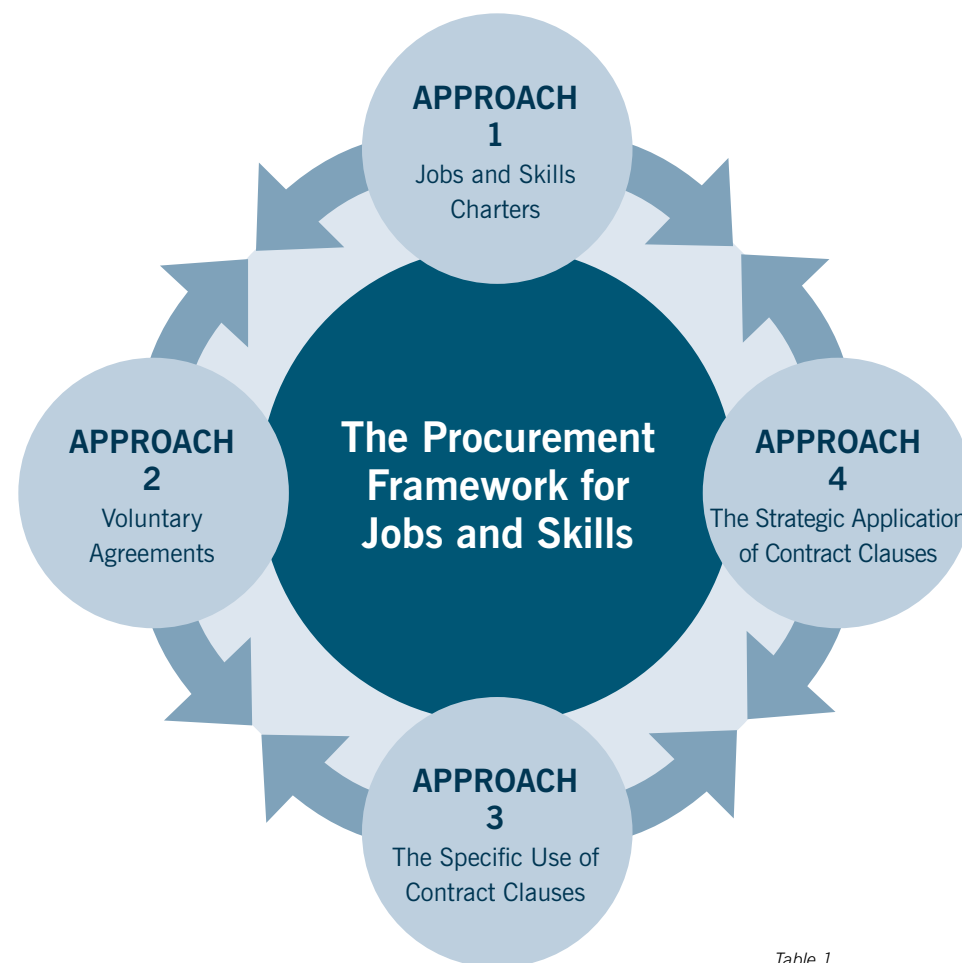 APPROACH
1
Jobs and Skills
Charters
APPROACH
2
Voluntary
Agreements
The Procurement
Framework for
Jobs and Skills
APPROACH
4
The Strategic Application
of Contract Clauses
APPROACH
3
The Specific Use of
Contract Clauses
Table 1